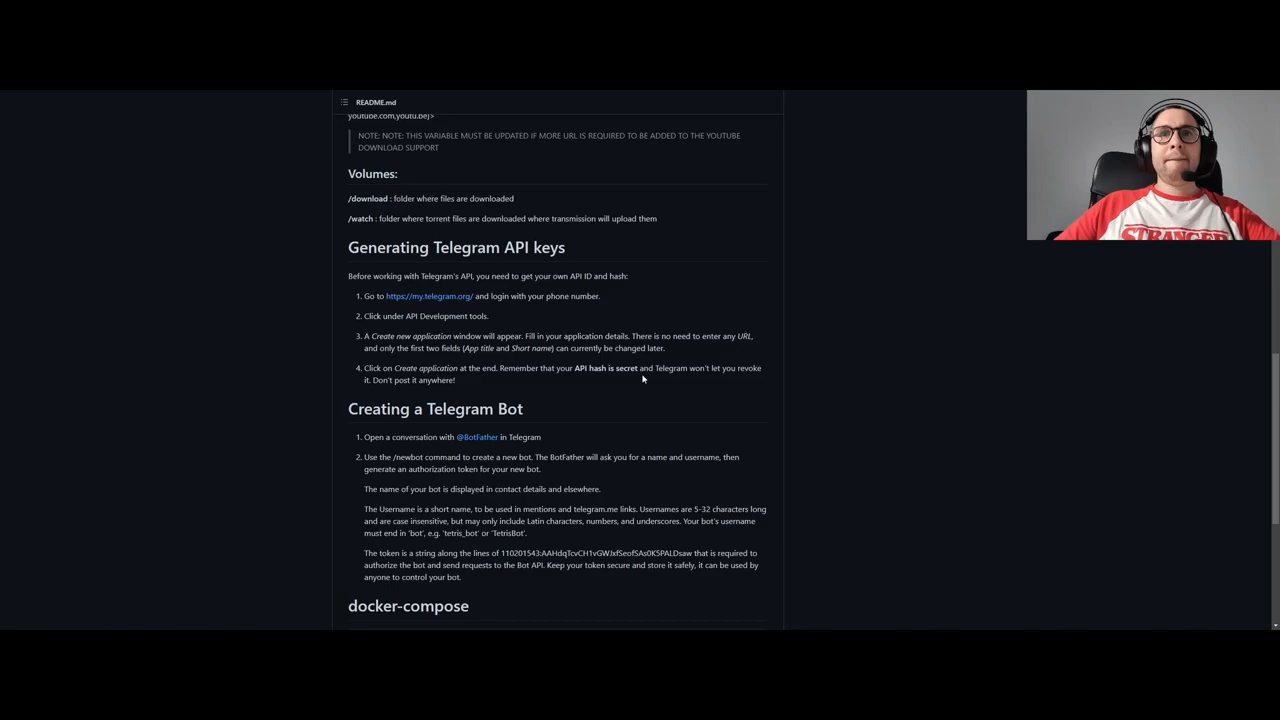 README.md
youtube.com,youtu.be}>
NOTE: NOTE: THIS VARIABLE MUST BE UPDATED IF MORE URL IS REQUIRED TO BE ADDED TO THE YOUTUBE
DOWNLOAD SUPPORT
Volumes:
/download : folder where files are downloaded
/watch : folder where torrent files are downloaded where transmission will upload them
Generating Telegram API keys
Before working with Telegram's API, you need to get your own API ID and hash:
1. Go to https://my.telegram.org/ and login with your phone number.
2. Click under API Development tools.
3. A Create new application window will appear. Fill in your application details. There is no need to enter any URL,
and only the first two fields (App title and Short name) can currently be changed later.
4. Click on Create application at the end. Remember that your API hash is secret and Telegram won't let you revoke
it. Don't post it anywhere!
Creating a Telegram Bot
1. Open a conversation with @BotFather in Telegram
2. Use the /newbot command to create a new bot. The BotFather will ask you for a name and username, then
generate an authorization token for your new bot.
The name of your bot is displayed in contact details and elsewhere.
The Username is a short name, to be used in mentions and telegram.me links. Usernames are 5-32 characters long
and are case insensitive, but may only include Latin characters, numbers, and underscores. Your bot's username
must end in 'bot', e.g. 'tetris_bot' or 'TetrisBot'.
The token is a string along the lines of 110201543:AAHdqTcvCH1vGWJxfSeofSAs0K5PALDsaw that is required to
authorize the bot and send requests to the Bot API. Keep your token secure and store it safely, it can be used by
anyone to control your bot.
docker-compose
STRANGER